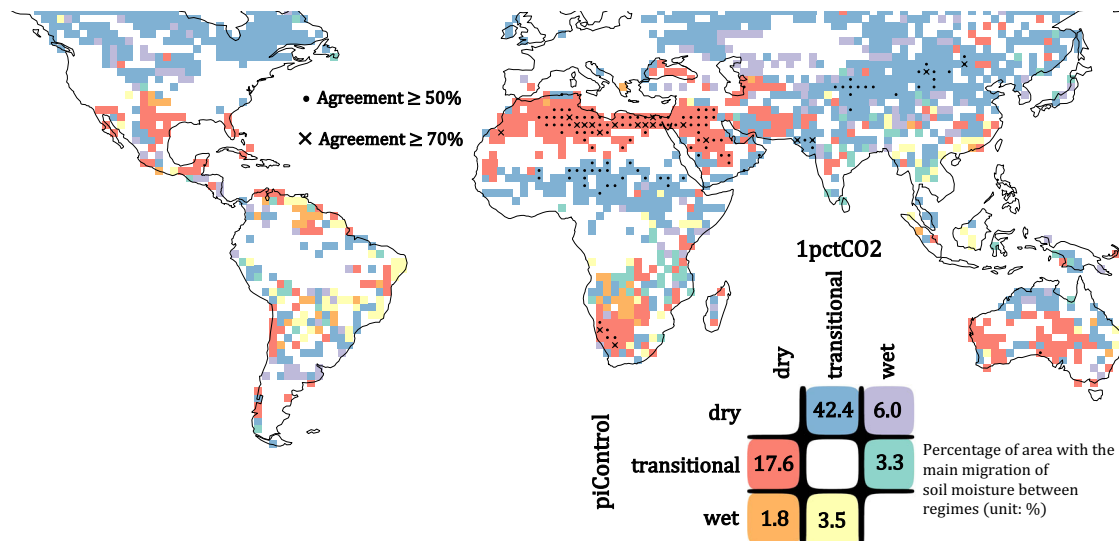 • Agreement ≥ 50%
× Agreement ≥ 70%
1pctCO2
dry
transitional
wet
piControl
dry
42.4
6.0
transitional
17.6
3.3
wet
1.8
3.5
Percentage of area with the
main migration of
soil moisture between
regimes (unit: %)